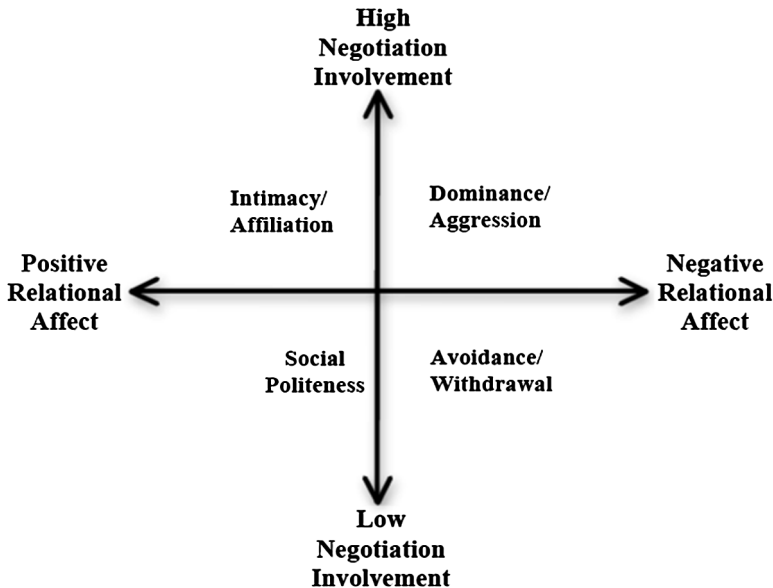 High
Negotiation
Involvement
Intimacy/
Affiliation
Dominance/
Aggression
Positive
Relational
Affect
Negative
Relational
Affect
Social
Politeness
Avoidance/
Withdrawal
Low
Negotiation
Involvement